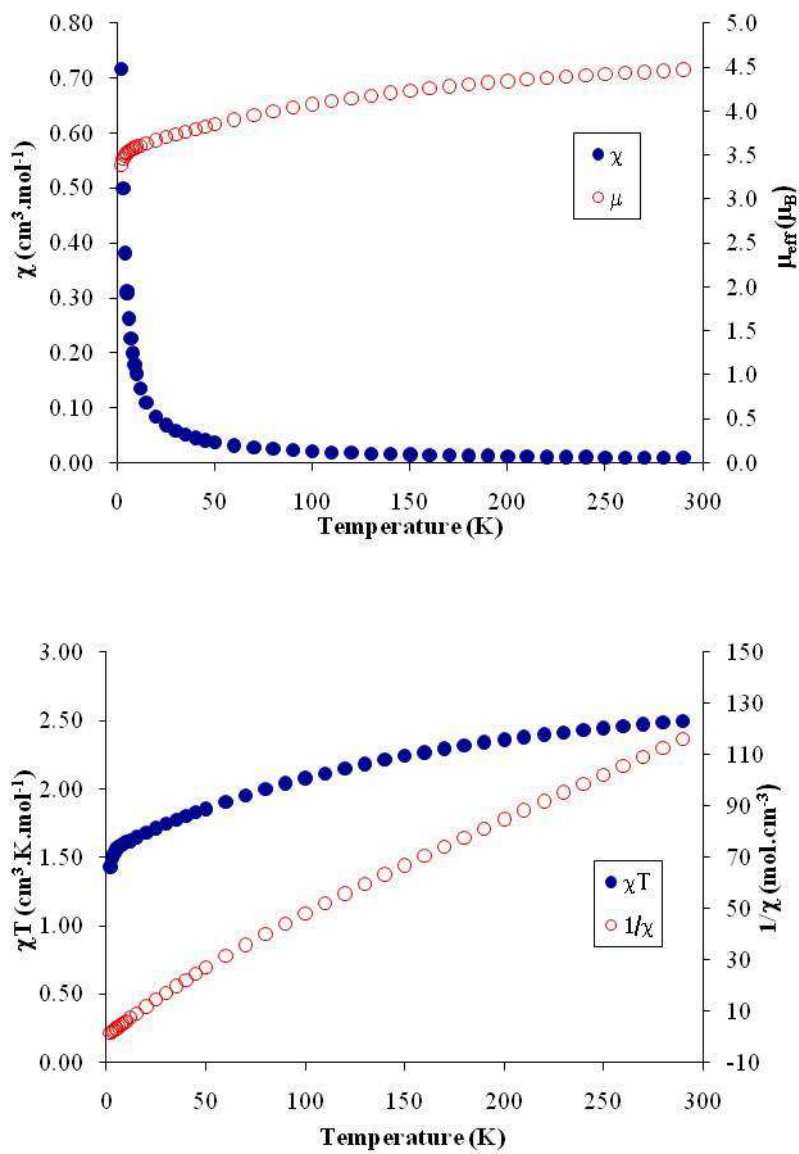 0.80 5.0
0.70 4.5
0.60 4.0
0.50 3.5
0.40 3.0
0.30 2.5
0.20 2.0
0.10 1.5
0.00 1.0
0.5
0.0
χ (cm³.mol⁻¹)
μeff (μB)
χ
μ
0 50 100 150 200 250 300
Temperature (K)
3.00 150
2.50 130
2.00 110
1.50 90
1.00 70
0.50 50
0.00 30
10
-10
χT (cm³.K.mol⁻¹)
1/χ (mol.cm⁻³)
χT
1/χ
0 50 100 150 200 250 300
Temperature (K)